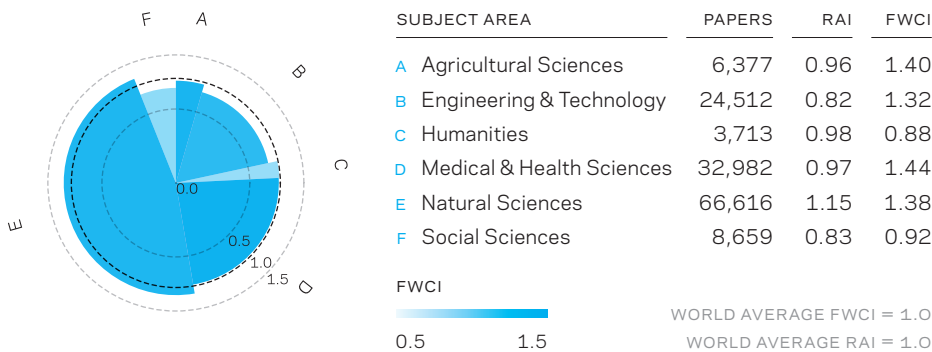 F A
B
C
D
E
0.0
0.5
1.0
1.5
SUBJECT AREA PAPERS RAI FWCI
A Agricultural Sciences 6,377 0.96 1.40
B Engineering & Technology 24,512 0.82 1.32
C Humanities 3,713 0.98 0.88
D Medical & Health Sciences 32,982 0.97 1.44
E Natural Sciences 66,616 1.15 1.38
F Social Sciences 8,659 0.83 0.92
FWCI
0.5 1.5
WORLD AVERAGE FWCI = 1.0
WORLD AVERAGE RAI = 1.0